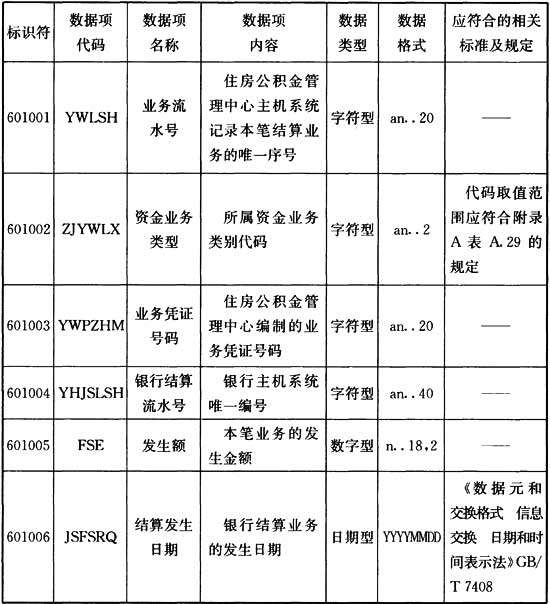 标识符
数据项
代码
数据项
名称
数据项
内容
数据
类型
数据
格式
应符合的相关
标准及规定
601001
YWLSH
业务流
水号
住房公积金管
理中心主机系统
记录本笔结算业
务的唯一序号
字符型
an..20
——
601002
ZJYWLX
资金业务
类型
所属资金业务
类别代码
字符型
an..2
代码取值范
围应符合附录
A 表 A.29 的
规定
601003
YWPZHM
业务凭证
号码
住房公积金管
理中心编制的业
务凭证号码
字符型
an..20
——
601004
YHJSLSH
银行结算
流水号
银行主机系统
唯一编号
字符型
an..40
——
601005
FSE
发生额
本笔业务的发
生金额
数字型
n..18,2
——
601006
JSFSRQ
结算发生
日期
银行结算业务
的发生日期
日期型
YYYYMMDD
《数据元和
交换格式 信息
交换 日期和时
间表示法》GB/
T 7408